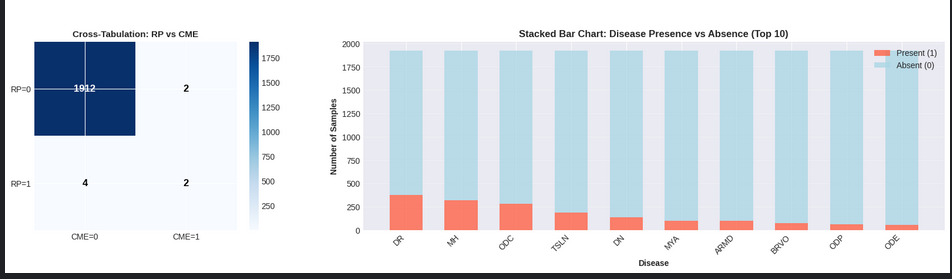 Cross-Tabulation: RP vs CME
RP=0
1912
2
RP=1
4
2
CME=0
CME=1
1750
1500
1250
1000
750
500
250
Stacked Bar Chart: Disease Presence vs Absence (Top 10)
Number of Samples
2000
1750
1500
1250
1000
750
500
250
0
Present (1)
Absent (0)
DR
MH
ODC
TSLN
DN
MYA
ARMD
BRVO
ODP
ODE
Disease